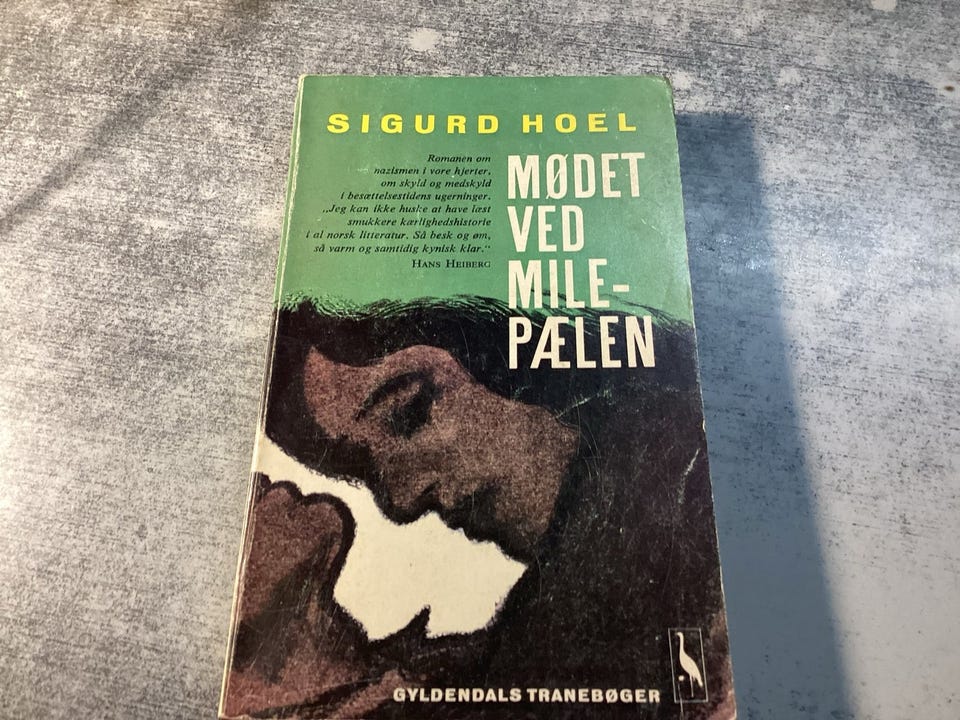 SIGURD HOEL
Romanen om
nazismen i vore hjerter,
om skyld og medskyld
i besættelsestidens ugerninger.
„Jeg kan ikke huske at have læst
smukkere kærlighedshistorie
i al norsk litteratur. Så besk og øm,
så varm og samtidig kynisk klar.“
HANS HEIBERG
MØDET
VED
MILE-
PÆLEN
GYLDENDALS TRANEBØGER